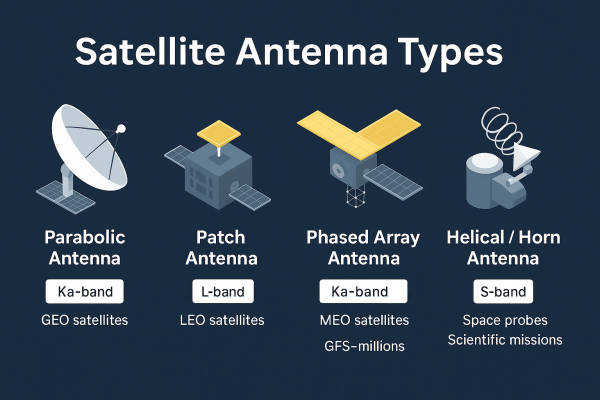 Satellite Antenna Types
Parabolic
Antenna
Ka-band
GEO satellites
Patch
Antenna
L-band
LEO satellites
Phased Array
Antenna
Ka-band
MEO satellites
GFS–millions
Helical / Horn
Antenna
S-band
Space probes
Scientific missions